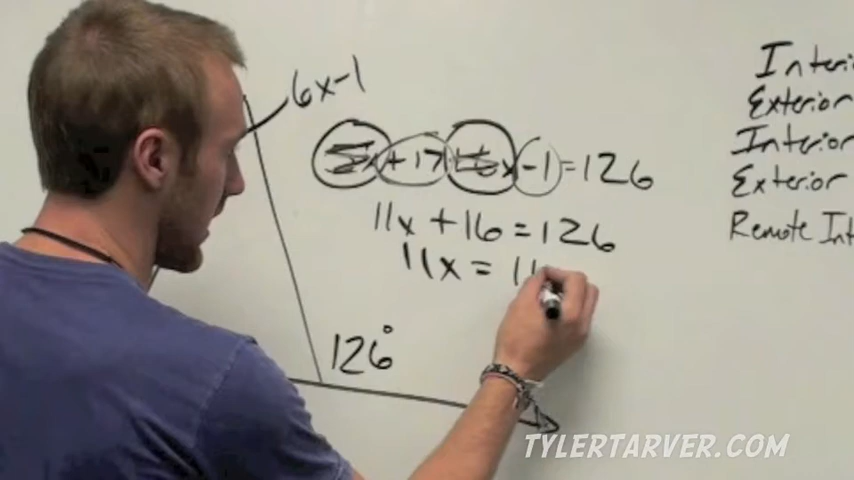 6x-1
5x+17+6x-1=126
11x+16=126
11x=11
126°
Interi
Exterior
Interior
Exterior
Remote Int
TYLERTARVER.COM